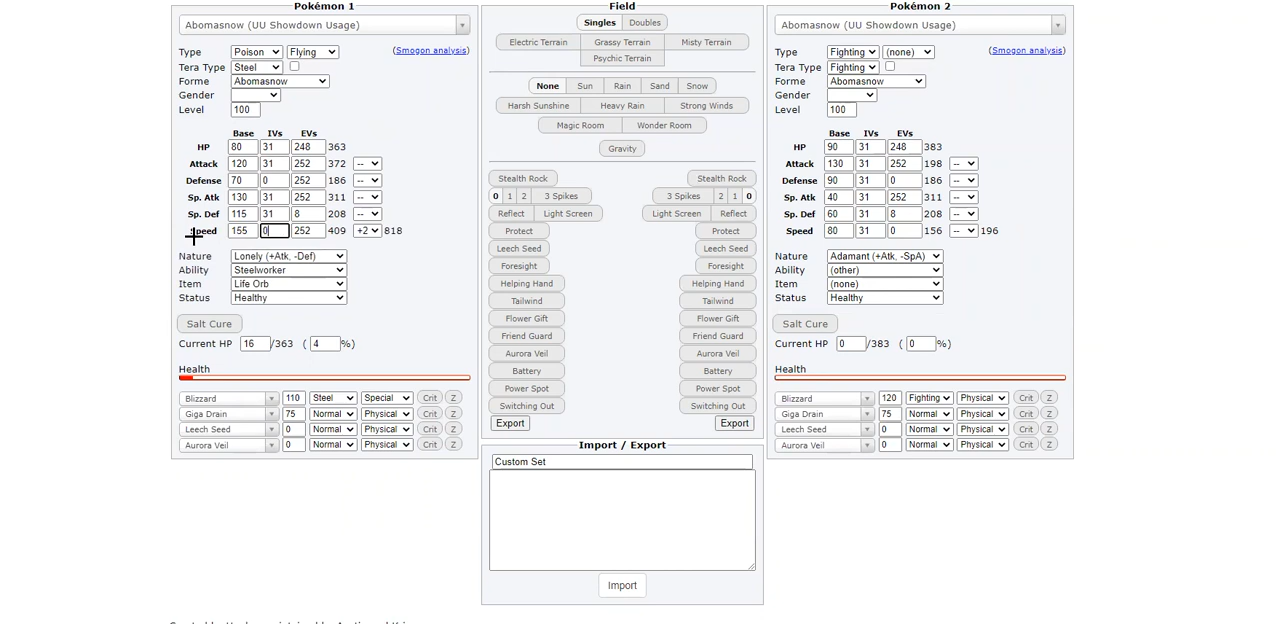 Pokémon 1
Abomasnow (UU Showdown Usage)
Type Poison Flying (Smogon analysis)
Tera Type Steel
Forme Abomasnow
Gender
Level 100
Base IVs EVs
HP 80 31 248 363
Attack 120 31 252 372 --
Defense 70 0 252 186 --
Sp. Atk 130 31 252 311 --
Sp. Def 115 31 8 208 --
Speed 155 0 252 409 +2 818
Nature Lonely (+Atk, -Def)
Ability Steelworker
Item Life Orb
Status Healthy
Salt Cure
Current HP 16 /363 ( 4 %)
Health
Blizzard 110 Steel Special Crit Z
Giga Drain 75 Normal Physical Crit Z
Leech Seed 0 Normal Physical Crit Z
Aurora Veil 0 Normal Physical Crit Z
Field
Singles Doubles
Electric Terrain Grassy Terrain Misty Terrain
Psychic Terrain
None Sun Rain Sand Snow
Harsh Sunshine Heavy Rain Strong Winds
Magic Room Wonder Room
Gravity
Stealth Rock Stealth Rock
0 1 2 3 Spikes 3 Spikes 2 1 0
Reflect Light Screen Light Screen Reflect
Protect Protect
Leech Seed Leech Seed
Foresight Foresight
Helping Hand Helping Hand
Tailwind Tailwind
Flower Gift Flower Gift
Friend Guard Friend Guard
Aurora Veil Aurora Veil
Battery Battery
Power Spot Power Spot
Switching Out Switching Out
Export Export
Import / Export
Custom Set
Import
Pokémon 2
Abomasnow (UU Showdown Usage)
Type Fighting (none) (Smogon analysis)
Tera Type Fighting
Forme Abomasnow
Gender
Level 100
Base IVs EVs
HP 90 31 248 383
Attack 130 31 252 198 --
Defense 90 31 0 186 --
Sp. Atk 40 31 252 311 --
Sp. Def 60 31 8 208 --
Speed 80 31 0 156 -- 196
Nature Adamant (+Atk, -SpA)
Ability (other)
Item (none)
Status Healthy
Salt Cure
Current HP 0 /383 ( 0 %)
Health
Blizzard 120 Fighting Physical Crit Z
Giga Drain 75 Normal Physical Crit Z
Leech Seed 0 Normal Physical Crit Z
Aurora Veil 0 Normal Physical Crit Z